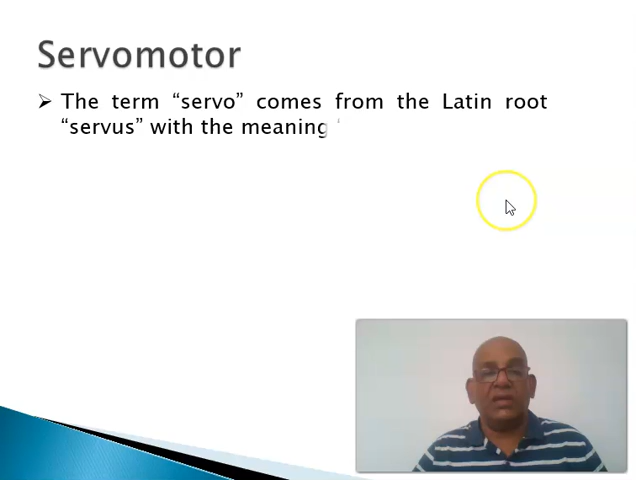 Servomotor
➢ The term “servo” comes from the Latin root
“servus” with the meaning ‘